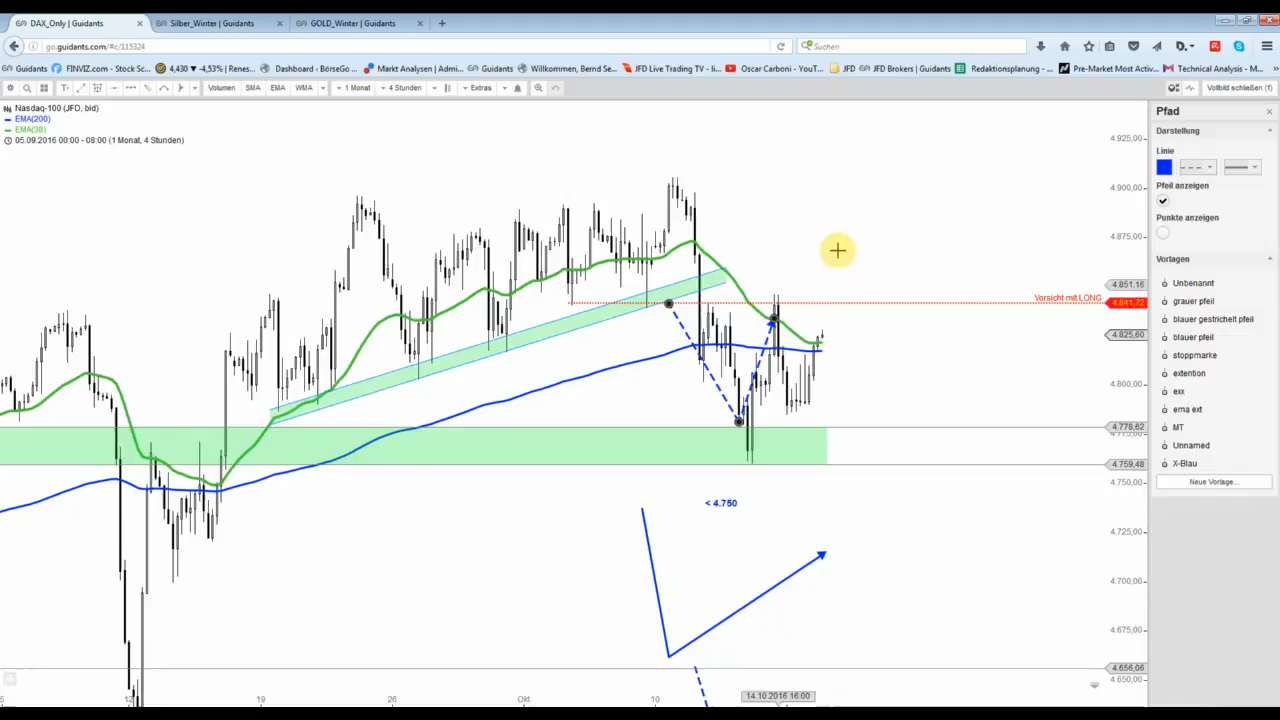 DAX_Only | Guidants
Silber_Winter | Guidants
GOLD_Winter | Guidants
go.guidants.com/#c/115324
Suchen
Guidants
FINVIZ.com - Stock Sc...
4,430 ▼ -4,53% | Renes...
Dashboard ‹ BörseGo ...
Markt Analysen | Admi...
Guidants
Willkommen, Bernd Se...
JFD Live Trading TV - li...
Oscar Carboni - YouT...
JFD
JFD Brokers | Guidants
Redaktionsplanung - ...
Pre-Market Most Activ...
Technical Analysis - M...
Volumen SMA EMA WMA 1 Monat 4 Stunden Extras Vollbild schließen (f)
Nasdaq-100 (JFD, bid)
EMA(200)
EMA(38)
05.09.2016 00:00 - 08:00 (1 Monat, 4 Stunden)
4.925,00
4.900,00
4.875,00
4.851,16
Vorsicht mit LONG
4.841,72
4.825,60
4.800,00
4.778,62
4.759,48
4.750,00
< 4.750
4.725,00
4.700,00
4.675,00
4.656,06
4.650,00
12
19
26
Okt
10
14.10.2016 16:00
Pfad
Darstellung
Linie
Pfeil anzeigen
Punkte anzeigen
Vorlagen
Unbenannt
grauer pfeil
blauer gestrichelt pfeil
blauer pfeil
stoppmarke
extention
exx
ema ext
MT
Unnamed
X-Blau
Neue Vorlage...